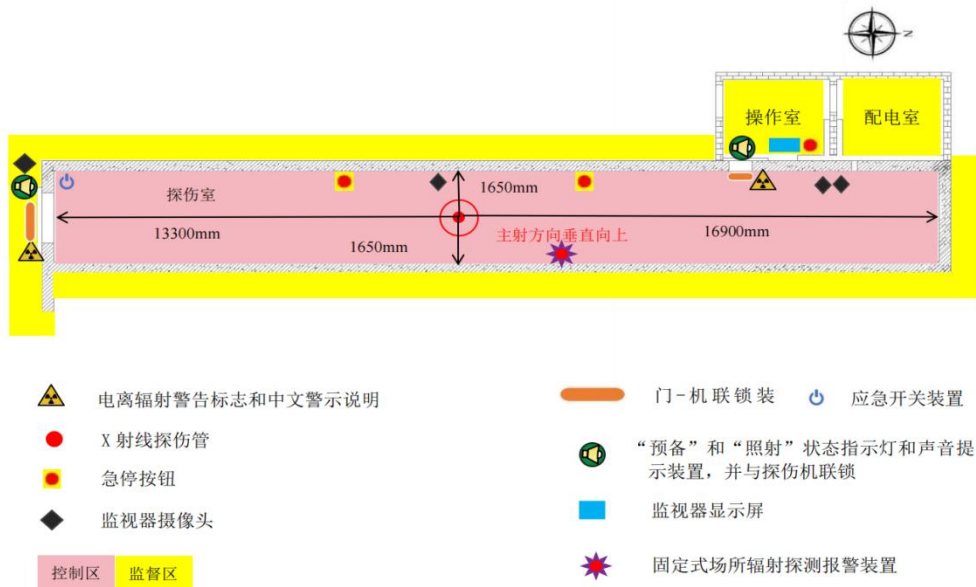 N
操作室
配电室
探伤室
1650mm
13300mm
1650mm
主射方向垂直向上
16900mm
电离辐射警告标志和中文警示说明
X 射线探伤管
急停按钮
监视器摄像头
控制区
监督区
门-机联锁装
应急开关装置
“预备”和“照射”状态指示灯和声音提
示装置，并与探伤机联锁
监视器显示屏
固定式场所辐射探测报警装置